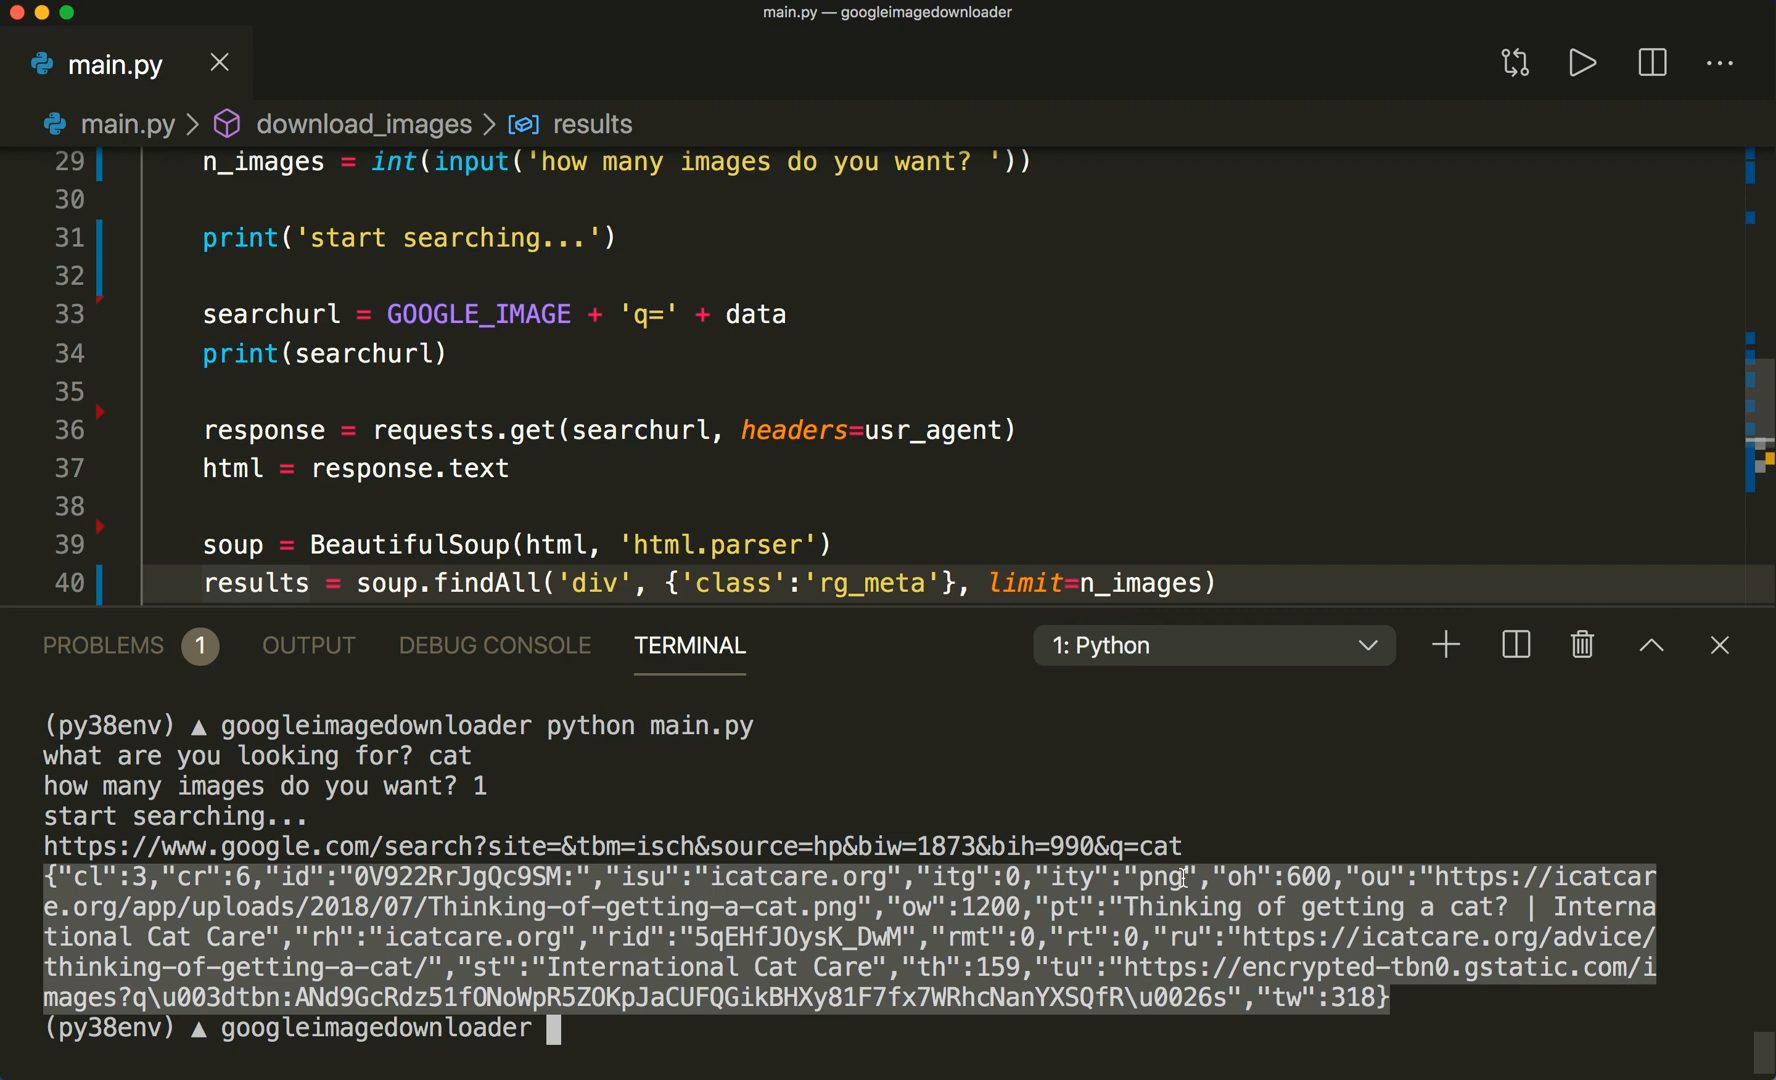 main.py — googleimagedownloader
main.py
main.py > download_images > results
29 n_images = int(input('how many images do you want? '))
30
31 print('start searching...')
32
33 searchurl = GOOGLE_IMAGE + 'q=' + data
34 print(searchurl)
35
36 response = requests.get(searchurl, headers=usr_agent)
37 html = response.text
38
39 soup = BeautifulSoup(html, 'html.parser')
40 results = soup.findAll('div', {'class':'rg_meta'}, limit=n_images)
PROBLEMS 1 OUTPUT DEBUG CONSOLE TERMINAL 1: Python
(py38env) ▲ googleimagedownloader python main.py
what are you looking for? cat
how many images do you want? 1
start searching...
https://www.google.com/search?site=&tbm=isch&source=hp&biw=1873&bih=990&q=cat
{"cl":3,"cr":6,"id":"0V922RrJgQc9SM:","isu":"icatcare.org","itg":0,"ity":"png","oh":600,"ou":"https://icatcar
e.org/app/uploads/2018/07/Thinking-of-getting-a-cat.png","ow":1200,"pt":"Thinking of getting a cat? | Interna
tional Cat Care","rh":"icatcare.org","rid":"5qEHfJOysK_DwM","rmt":0,"rt":0,"ru":"https://icatcare.org/advice/
thinking-of-getting-a-cat/","st":"International Cat Care","th":159,"tu":"https://encrypted-tbn0.gstatic.com/i
mages?q\u003dtbn:ANd9GcRdz51fONoWpR5ZOKpJaCUFQGikBHXy81F7fx7WRhcNanYXSQfR\u0026s","tw":318}
(py38env) ▲ googleimagedownloader